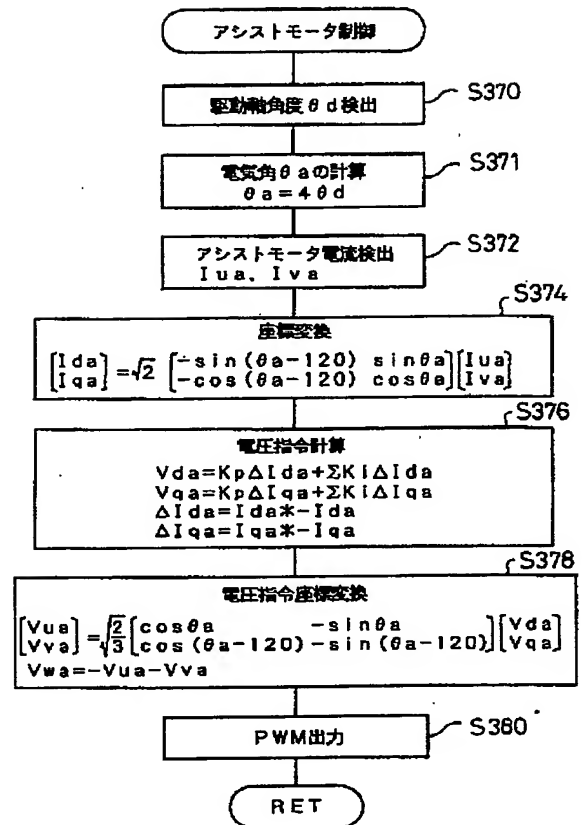 アシストモータ制御
駆動軸角度θd検出
S370
電気角θaの計算
θa=4θd
S371
アシストモータ電流検出
Iua, Iva
S372
S374
座標変換
[Ida Iqa]=√2 [-sin(θa-120) sinθa -cos(θa-120) cosθa][Iua Iva]
S376
電圧指令計算
Vda=KpΔIda+ΣKiΔIda
Vqa=KpΔIqa+ΣKiΔIqa
ΔIda=Ida*-Ida
ΔIqa=Iqa*-Iqa
S378
電圧指令座標変換
[Vua Vva]=√2/3 [cosθa -sinθa cos(θa-120) -sin(θa-120)][Vda Vqa]
Vwa=-Vua-Vva
PWM出力
S380
RET